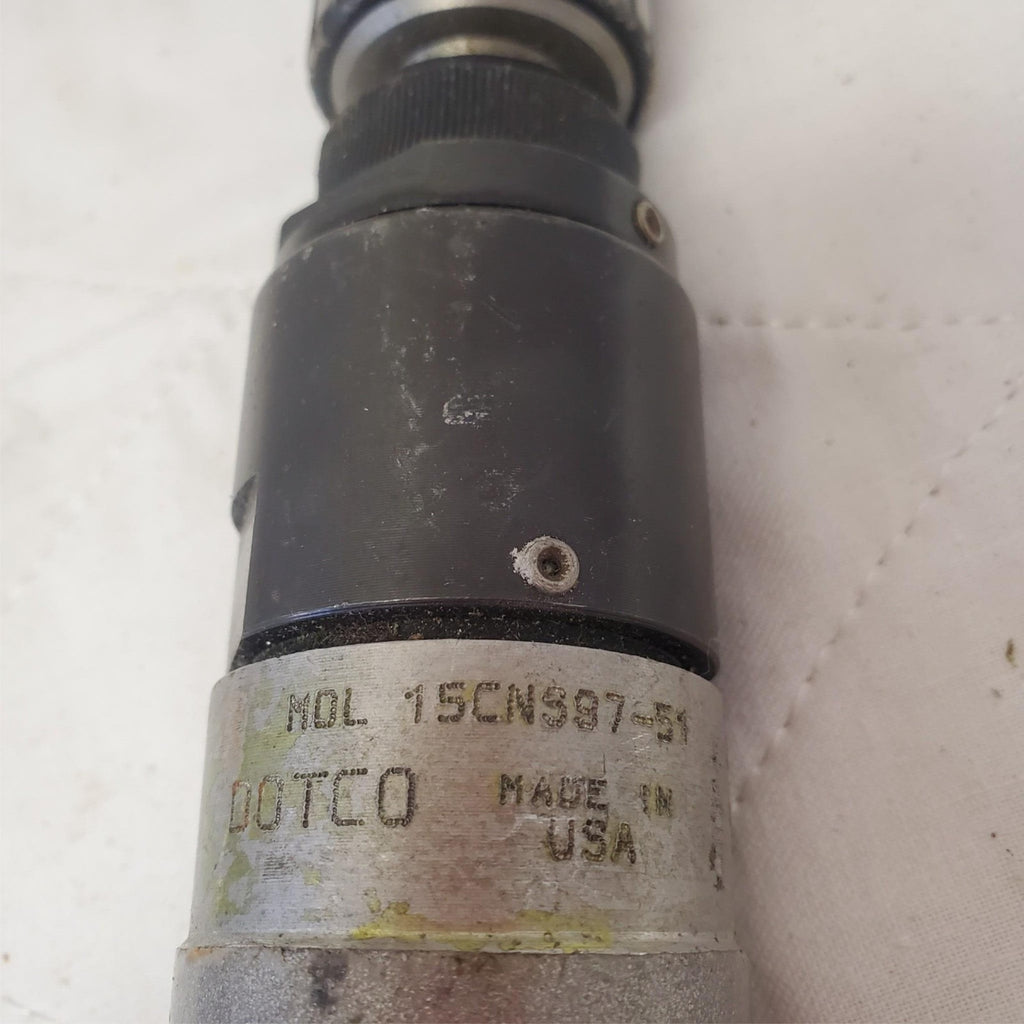 MDL 15CNS97-51
DOTCO MADE IN
USA